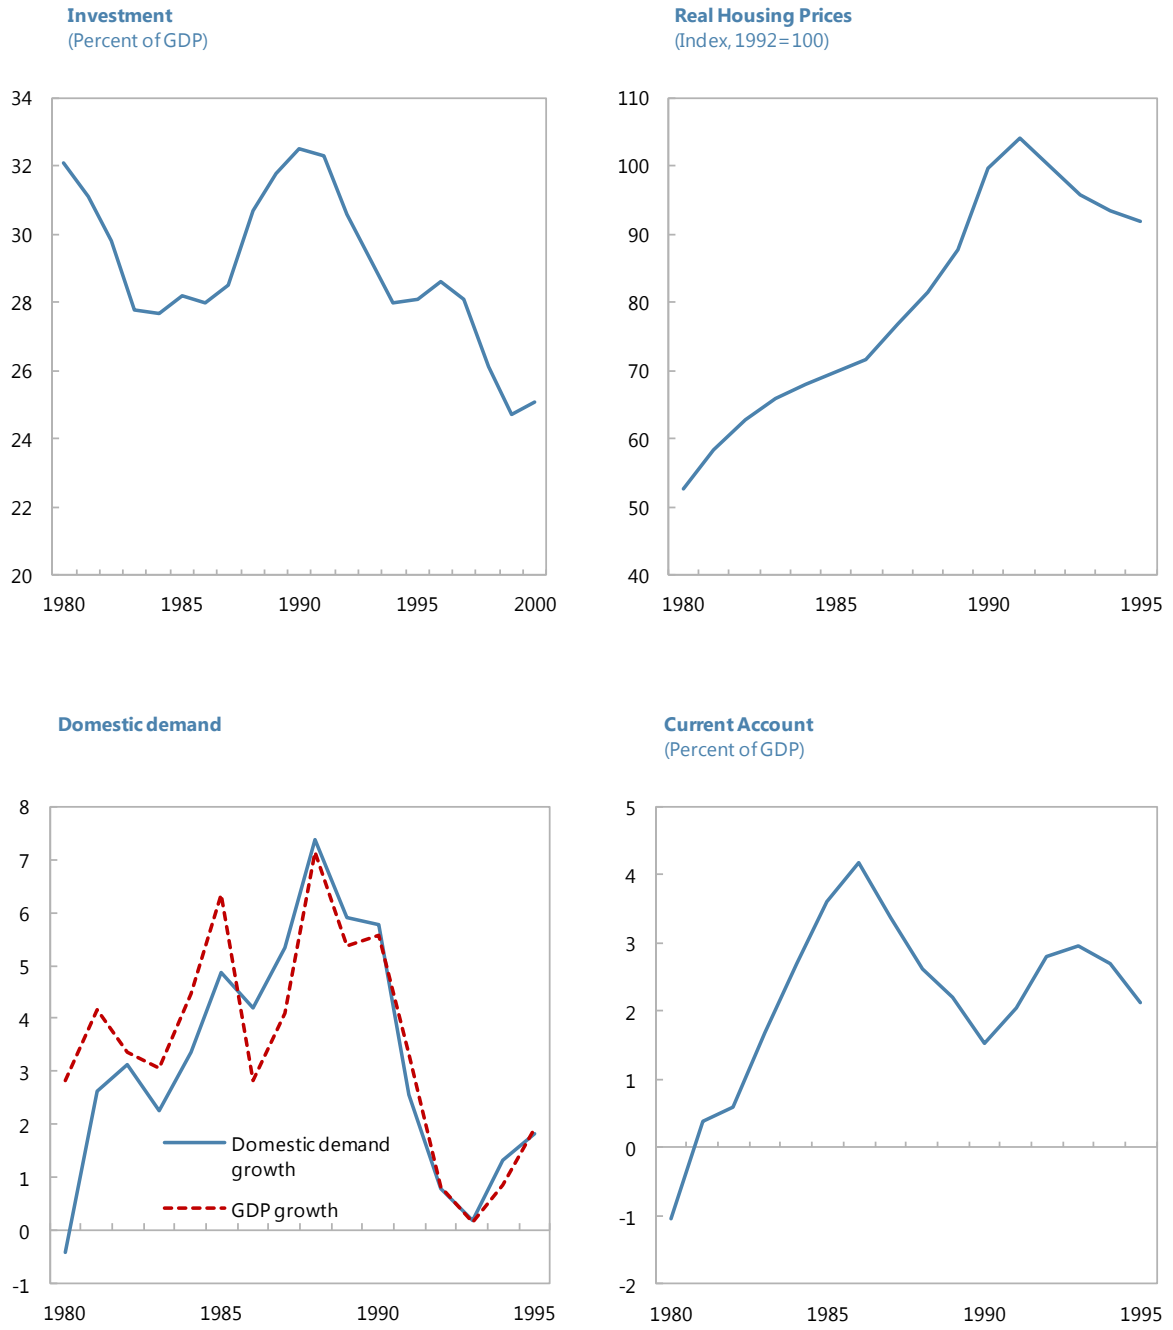 Investment
(Percent of GDP)
34
32
30
28
26
24
22
20
1980 1985 1990 1995 2000
Real Housing Prices
(Index, 1992=100)
110
100
90
80
70
60
50
40
1980 1985 1990 1995
Domestic demand
8
7
6
5
4
3
2
1
0
-1
Domestic demand
growth
GDP growth
1980 1985 1990 1995
Current Account
(Percent of GDP)
5
4
3
2
1
0
-1
-2
1980 1985 1990 1995